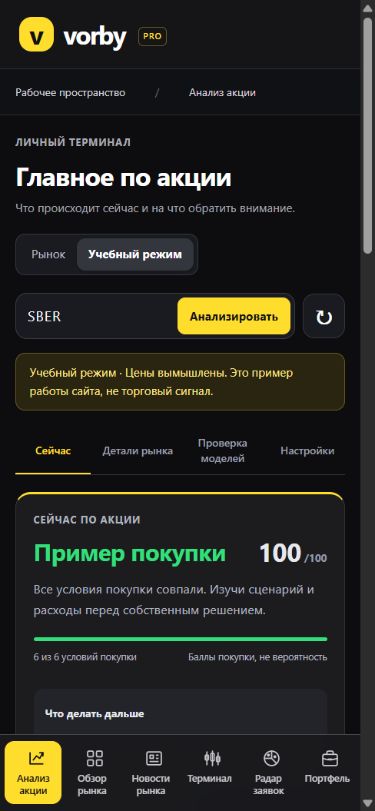 v vorby PRO
Рабочее пространство / Анализ акции
ЛИЧНЫЙ ТЕРМИНАЛ
Главное по акции
Что происходит сейчас и на что обратить внимание.
Рынок Учебный режим
SBER Анализировать
Учебный режим · Цены вымышлены. Это пример
работы сайта, не торговый сигнал.
Сейчас Детали рынка Проверка
моделей Настройки
СЕЙЧАС ПО АКЦИИ
Пример покупки 100 /100
Все условия покупки совпали. Изучи сценарий и
расходы перед собственным решением.
6 из 6 условий покупки Баллы покупки, не вероятность
Что делать дальше
Анализ
акции
Обзор
рынка
Новости
рынка
Терминал
Радар
заявок
Портфель